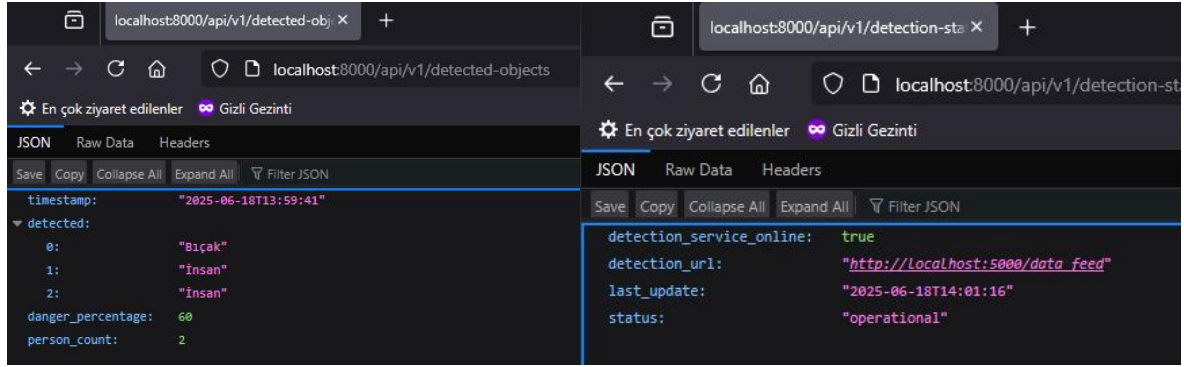 localhost:8000/api/v1/detected-obj
localhost:8000/api/v1/detected-objects
En çok ziyaret edilenler Gizli Gezinti
JSON Raw Data Headers
Save Copy Collapse All Expand All Filter JSON
timestamp: "2025-06-18T13:59:41"
detected:
0: "Bıçak"
1: "İnsan"
2: "İnsan"
danger_percentage: 60
person_count: 2
localhost:8000/api/v1/detection-sta
localhost:8000/api/v1/detection-st
En çok ziyaret edilenler Gizli Gezinti
JSON Raw Data Headers
Save Copy Collapse All Expand All Filter JSON
detection_service_online: true
detection_url: "http://localhost:5000/data_feed"
last_update: "2025-06-18T14:01:16"
status: "operational"